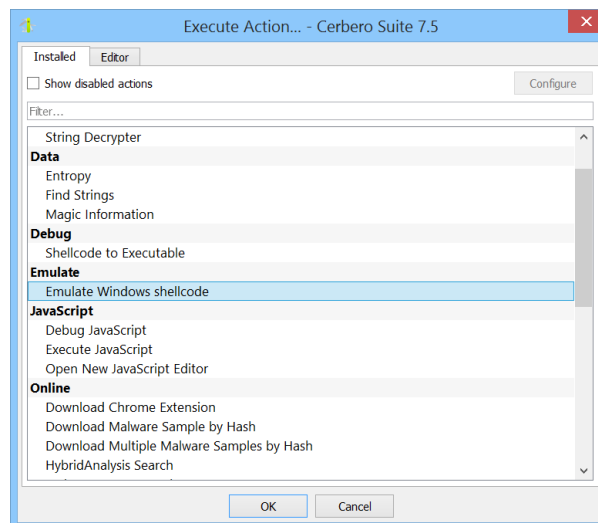 Execute Action... - Cerbero Suite 7.5
Installed Editor
Show disabled actions Configure
Filter...
String Decrypter
Data
Entropy
Find Strings
Magic Information
Debug
Shellcode to Executable
Emulate
Emulate Windows shellcode
JavaScript
Debug JavaScript
Execute JavaScript
Open New JavaScript Editor
Online
Download Chrome Extension
Download Malware Sample by Hash
Download Multiple Malware Samples by Hash
HybridAnalysis Search
OK Cancel